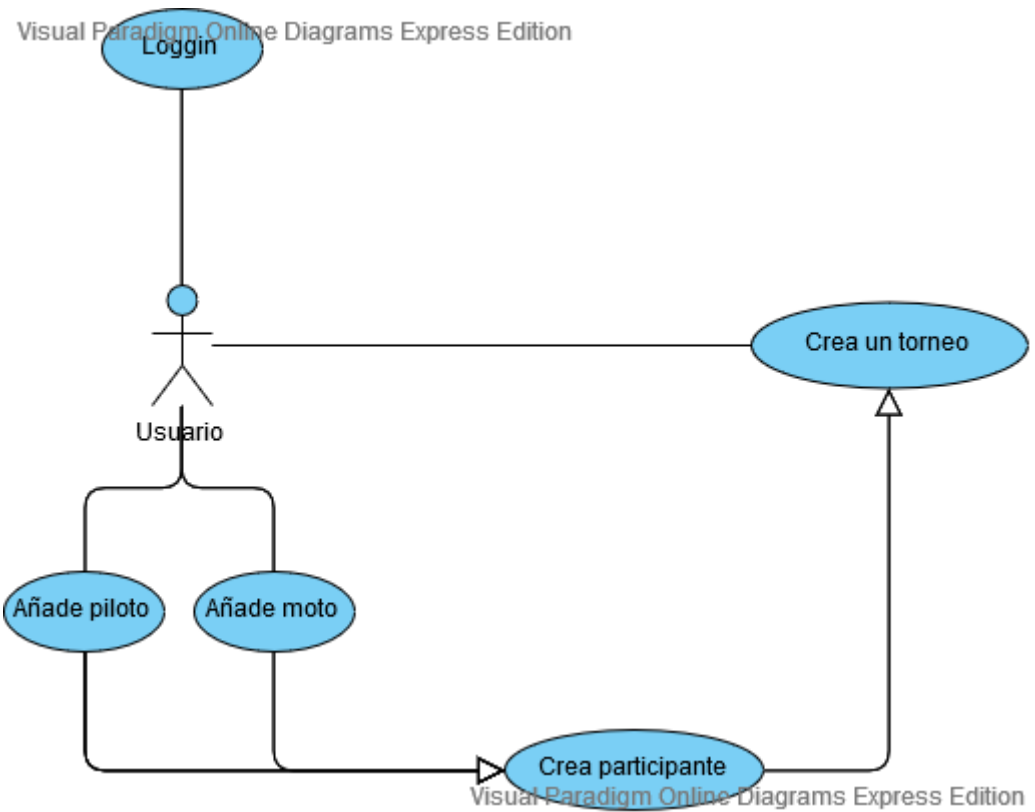 Visual Paradigm Online Diagrams Express Edition
Loggin
Crea un torneo
Usuario
Añade piloto
Añade moto
Crea participante
Visual Paradigm Online Diagrams Express Edition